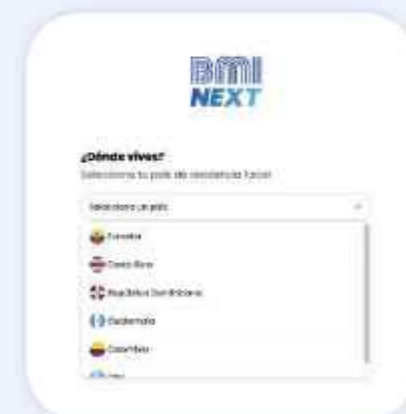 BMI
NEXT
¿Dónde vives?
Selecciona tu país de residencia fiscal
Selecciona un país
Ecuador
Costa Rica
República Dominicana
Guatemala
Colombia